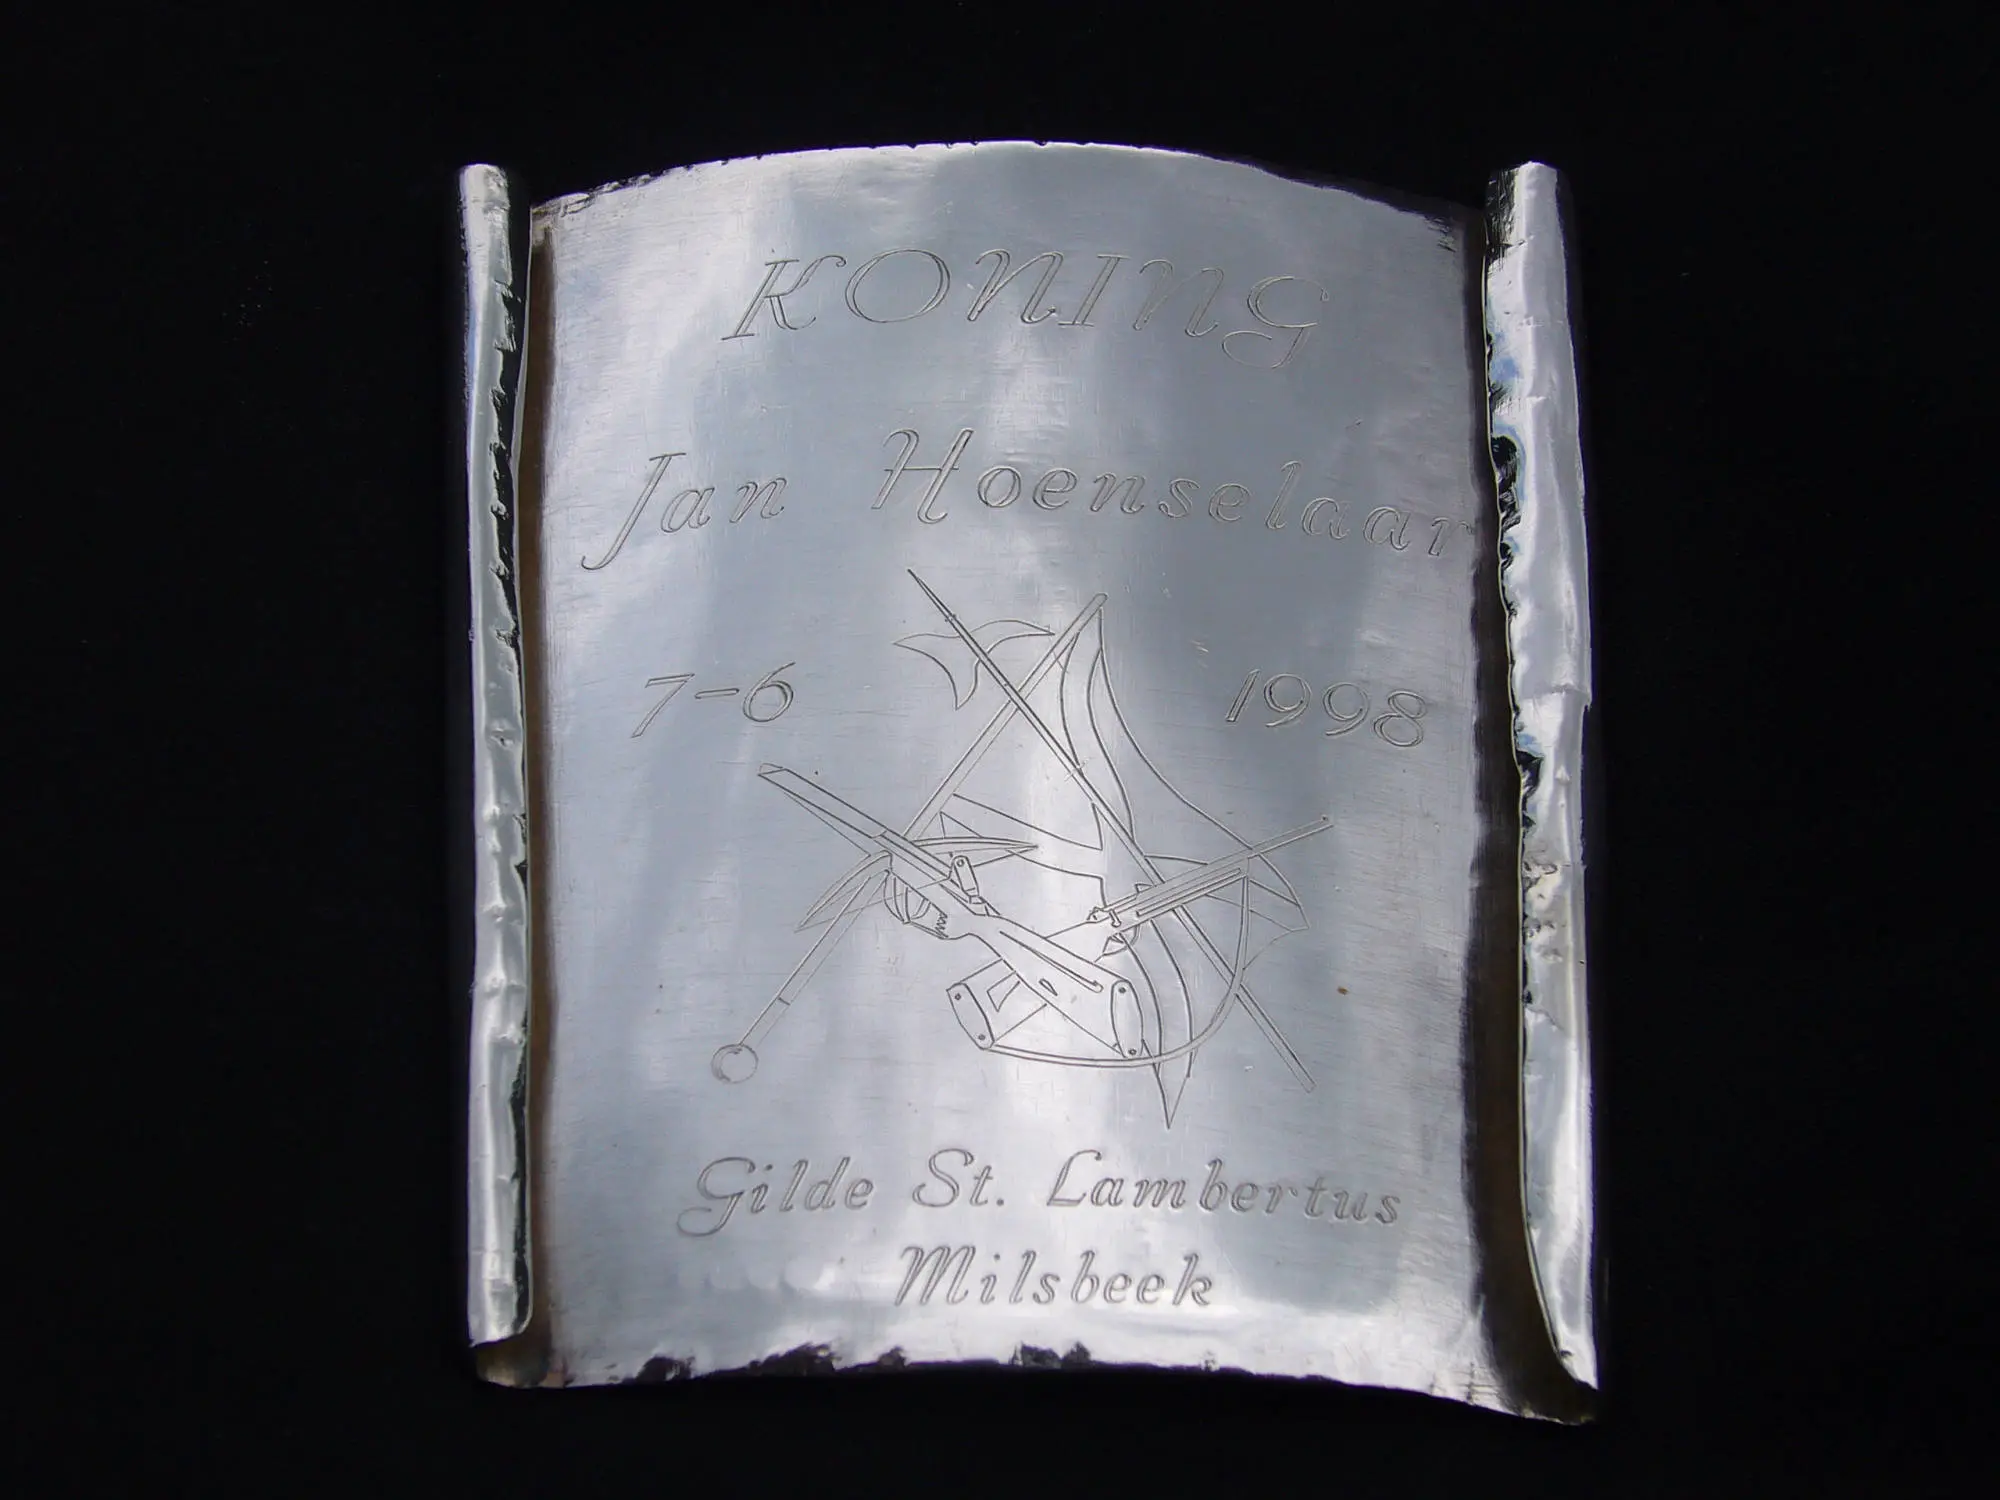 KONING
Jan Hoenselaar
7-6 1998
Gilde St. Lambertus
Milsbeek